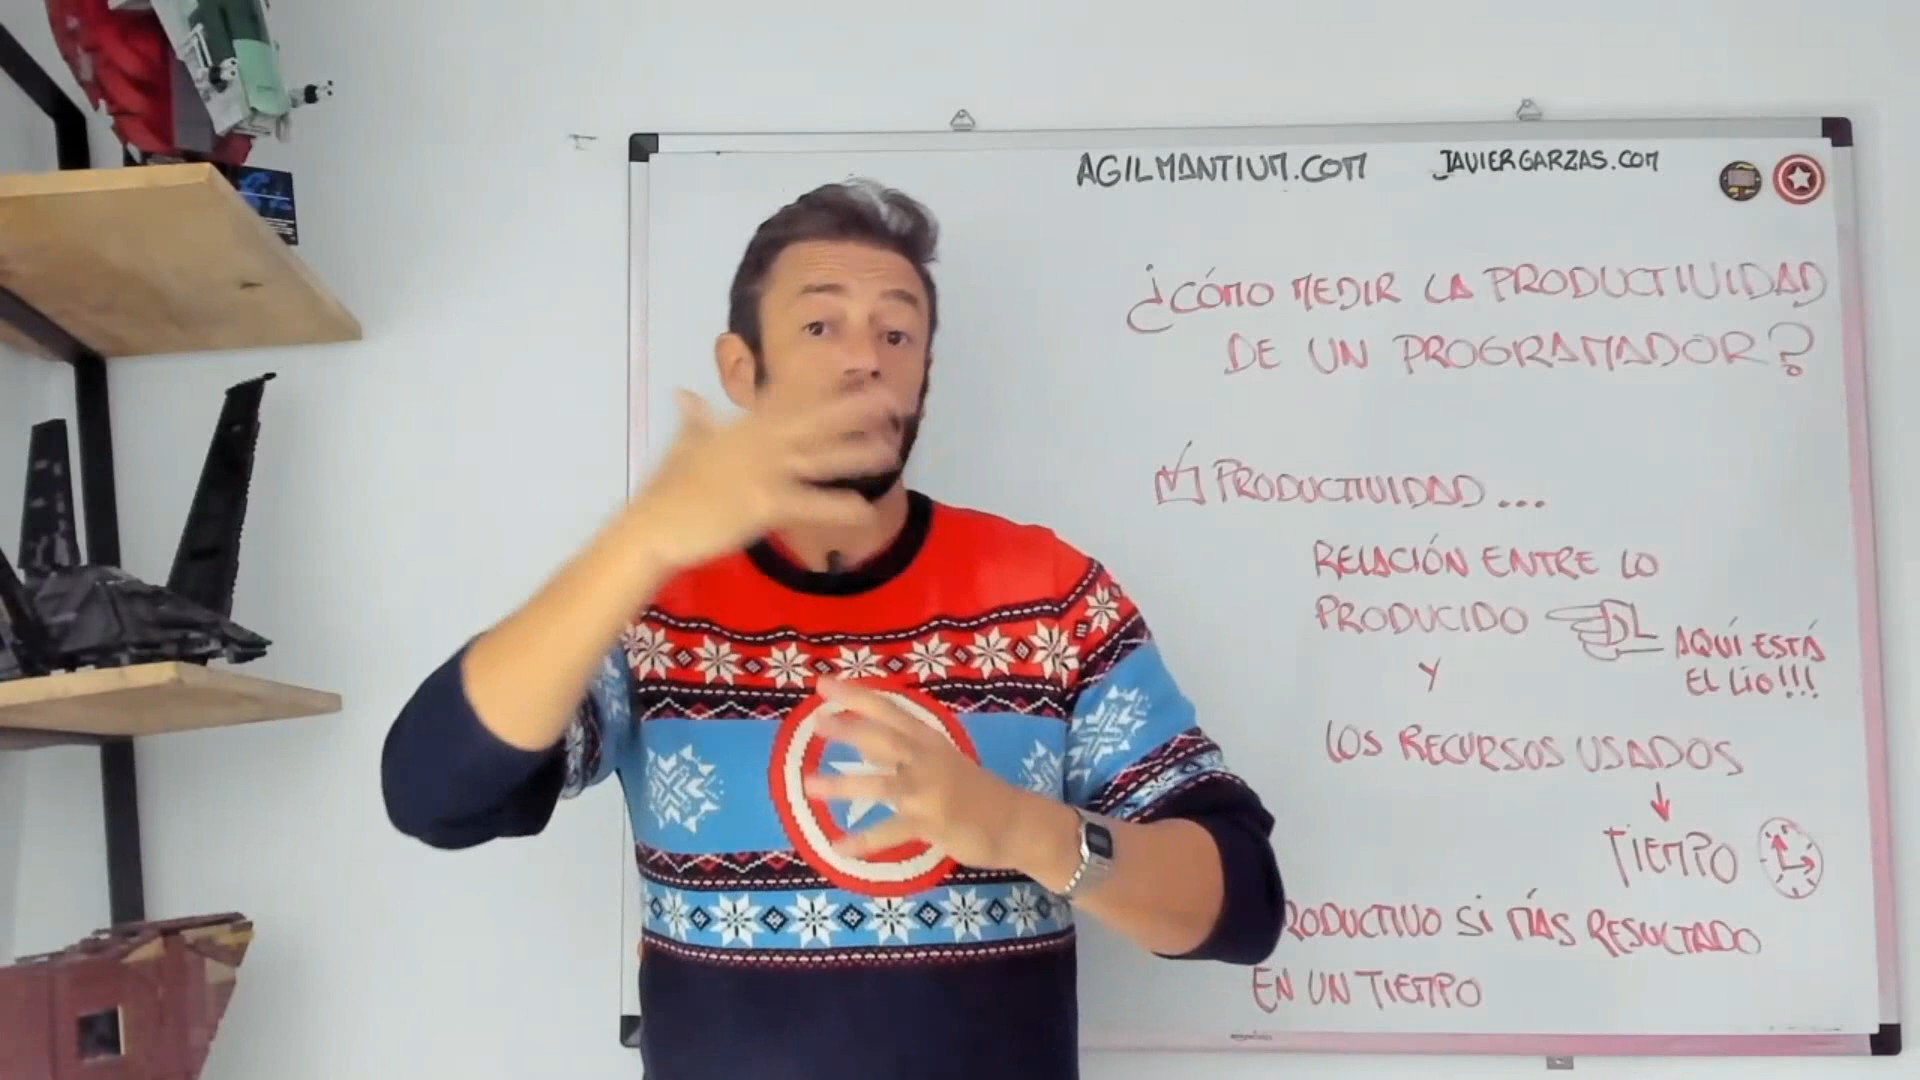 AGILMANTIUM.COM
JAVIERGARZAS.COM
¿CÓMO MEDIR LA PRODUCTIVIDAD
DE UN PROGRAMADOR?
PRODUCTIVIDAD...
RELACIÓN ENTRE LO
PRODUCIDO
AQUÍ ESTÁ
EL LÍO!!!
Y
LOS RECURSOS USADOS
TIEMPO
RODUCTIVO SI MÁS RESULTADO
EN UN TIEMPO